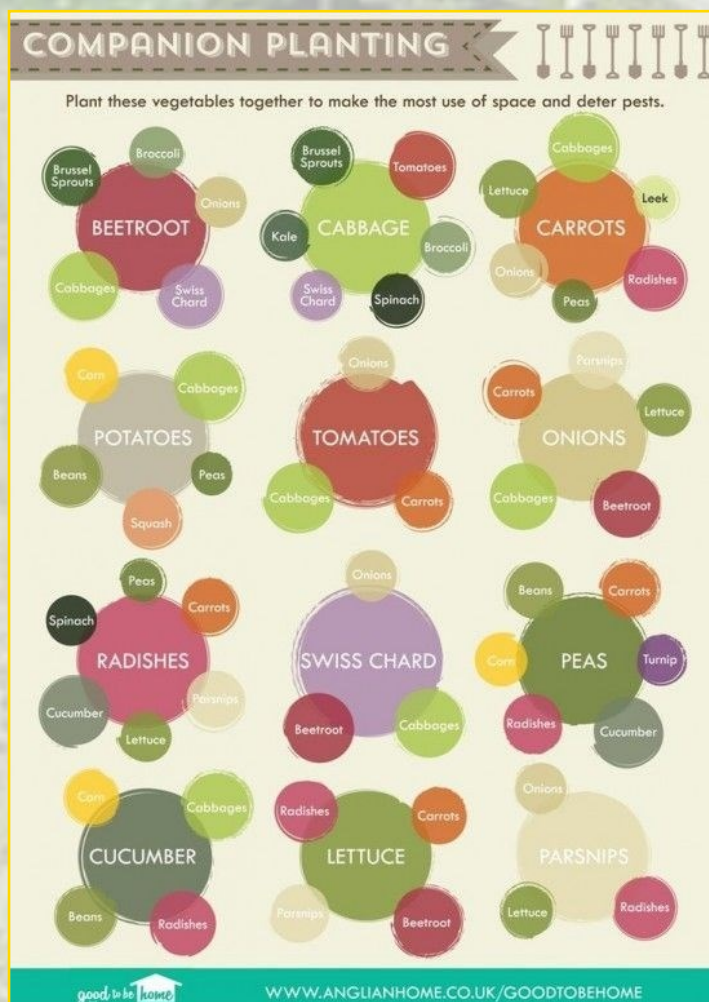 COMPANION PLANTING
Plant these vegetables together to make the most use of space and deter pests.
Broccoli
Brussel
Sprouts
Onions
BEETROOT
Cabbages
Swiss
Chard
Brussel
Sprouts
Tomatoes
CABBAGE
Kale
Broccoli
Swiss
Chard
Spinach
Cabbages
Lettuce
Leek
CARROTS
Onions
Peas
Radishes
Corn
Cabbages
POTATOES
Beans
Peas
Squash
Onions
TOMATOES
Cabbages
Carrots
Parsnips
Carrots
Lettuce
ONIONS
Cabbages
Beetroot
Peas
Carrots
Spinach
RADISHES
Cucumber
Parsnips
Lettuce
Onions
SWISS CHARD
Beetroot
Cabbages
Beans
Carrots
Corn
PEAS
Turnip
Radishes
Cucumber
Corn
Cabbages
CUCUMBER
Beans
Radishes
Radishes
Carrots
LETTUCE
Parsnips
Beetroot
Onions
PARSNIPS
Lettuce
Radishes
good to be home
WWW.ANGLIANHOME.CO.UK/GOODTOBEHOME